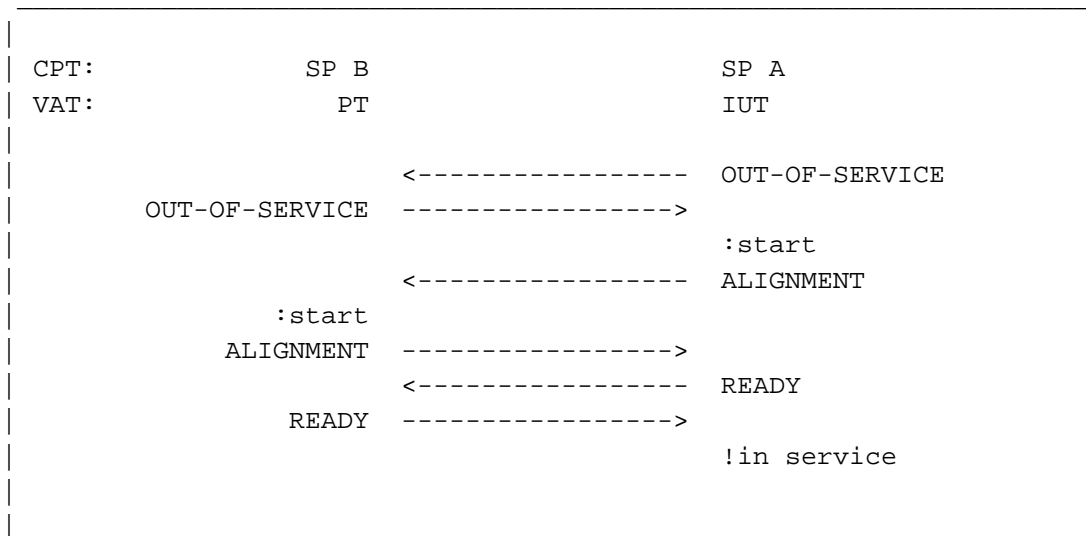 CPT: SP B SP A
VAT: PT IUT
<----------------- OUT-OF-SERVICE
OUT-OF-SERVICE ----------------->
:start
<----------------- ALIGNMENT
:start
ALIGNMENT ----------------->
<----------------- READY
READY ----------------->
!in service